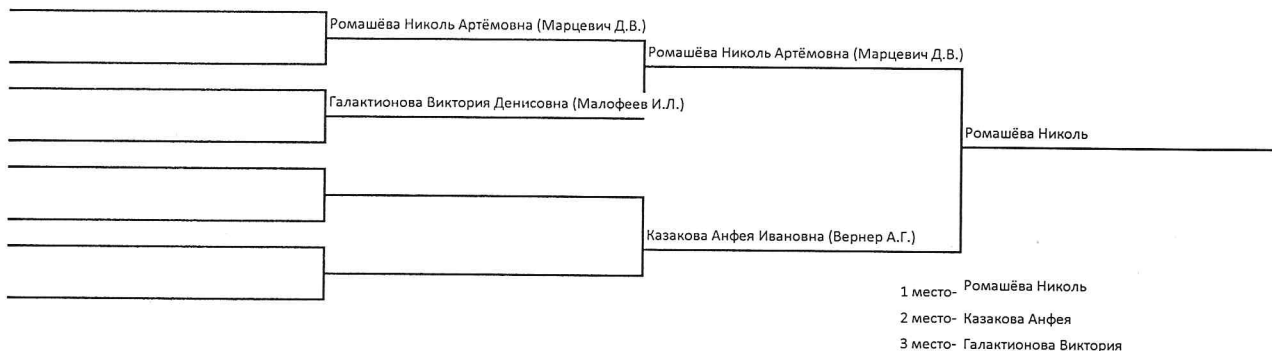 Ромашёва Николь Артёмовна (Марцевич Д.В.)
Ромашёва Николь Артёмовна (Марцевич Д.В.)
Галактионова Виктория Денисовна (Малофеев И.Л.)
Ромашёва Николь
Казакова Анфея Ивановна (Вернер А.Г.)
1 место- Ромашёва Николь
2 место- Казакова Анфея
3 место- Галактионова Виктория